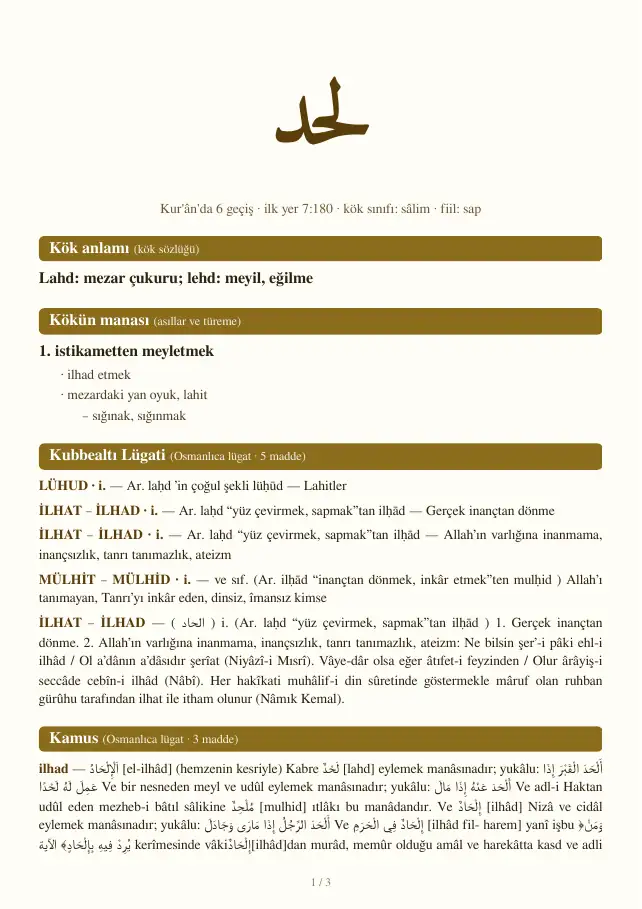 لحد
Kur'ân'da 6 geçiş · ilk yer 7:180 · kök sınıfı: sâlim · fiil: sap
Kök anlamı (kök sözlüğü)
Lahd: mezar çukuru; lehd: meyil, eğilme
Kökün manası (asıllar ve türeme)
1. istikametten meyletmek
· ilhad etmek
· mezardaki yan oyuk, lahit
– sığınak, sığınmak
Kubbealtı Lügati (Osmanlıca lügat · 5 madde)
LÜHUD · i. — Ar. laḥd 'in çoğul şekli lüḥūd — Lahitler
İLHAT – İLHAD · i. — Ar. laḥd “yüz çevirmek, sapmak”tan ilḥād — Gerçek inançtan dönme
İLHAT – İLHAD · i. — Ar. laḥd “yüz çevirmek, sapmak”tan ilḥād — Allah’ın varlığına inanmama,
inançsızlık, tanrı tanımazlık, ateizm
MÜLHİT – MÜLHİD · i. — ve sıf. (Ar. ilḥād “inançtan dönmek, inkâr etmek”ten mulḥid ) Allah’ı
tanımayan, Tanrı’yı inkâr eden, dinsiz, îmansız kimse
İLHAT – İLHAD — ( الحاد ) i. (Ar. laḥd “yüz çevirmek, sapmak”tan ilḥād ) 1. Gerçek inançtan
dönme. 2. Allah’ın varlığına inanmama, inançsızlık, tanrı tanımazlık, ateizm: Ne bilsin şer’-i pâki ehl-i
ilhâd / Ol a’dânın a’dâsıdır şerîat (Niyâzî-i Mısrî). Vâye-dâr olsa eğer âtıfet-i feyzinden / Olur ârâyiş-i
seccâde cebîn-i ilhâd (Nâbî). Her hakîkati muhâlif-i din sûretinde göstermekle mâruf olan ruhban
gürûhu tarafından ilhat ile itham olunur (Nâmık Kemal).
Kamus (Osmanlıca lügat · 3 madde)
ilhad — اَلْإِلْحَادُ [el-ilhâd] (hemzenin kesriyle) Kabre لَحْدٌ [lahd] eylemek manâsınadır; yukâlu: أَلْحَدَ الْقَبْرَ إِذَا
عَمِلَ لَهُ لَحْدًا Ve bir nesneden meyl ve udûl eylemek manâsınadır; yukâlu: أَلْحَدَ عَنْهُ إِذَا مَالَ Ve adl-i Haktan
udûl eden mezheb-i bâtıl sâlikine مُلْحِدٌ [mulhid] ıtlâkı bu manâdandır. Ve إِلْحَادٌ [ilhâd] Nizâ ve cidâl
eylemek manâsınadır; yukâlu: أَلْحَدَ الرَّجُلُ إِذَا مَارَى وَجَادَلَ Ve إِلْحَادٌ فِى الْحَرَمِ [ilhâd fil- harem] yanî işbu ﴿وَمَنْ
يُرِدْ فِيهِ بِإِلْحَادٍ﴾ الآية kerîmesinde vâki إِلْحَادٌ[ilhâd]dan murâd, memûr olduğu amâl ve harekâtta kasd ve adli
1 / 3